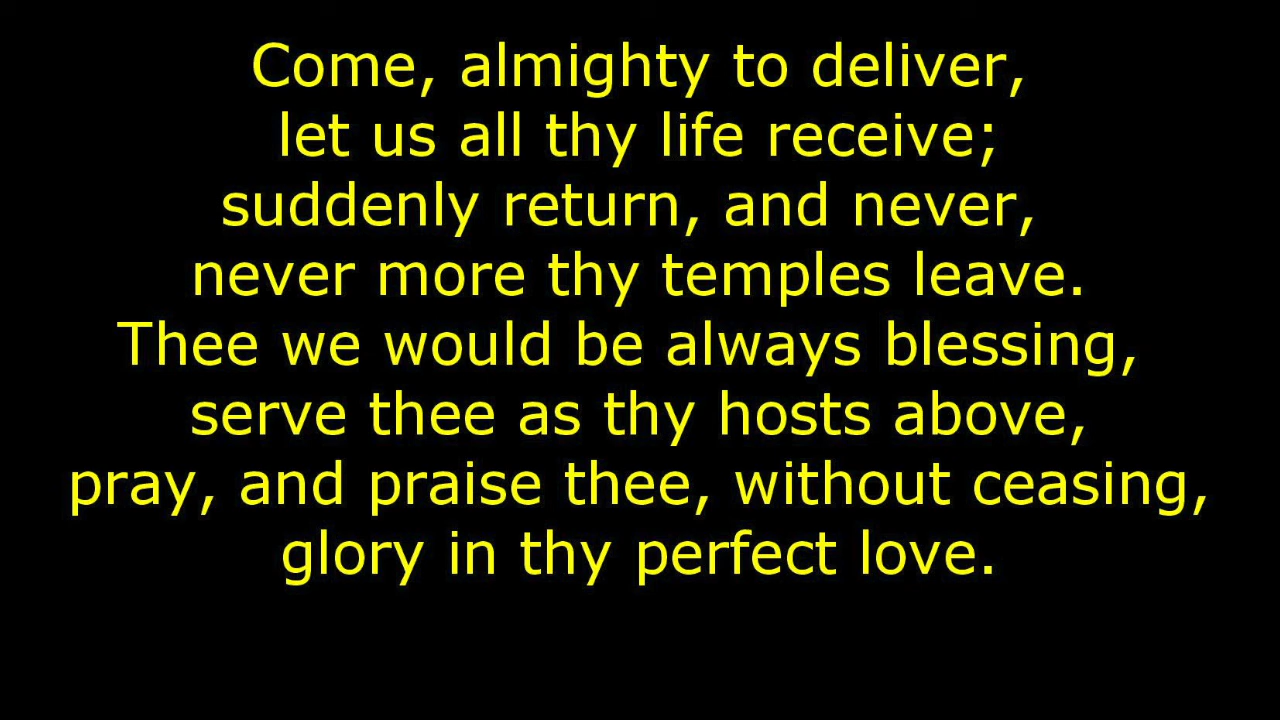 Come, almighty to deliver,
let us all thy life receive;
suddenly return, and never,
never more thy temples leave.
Thee we would be always blessing,
serve thee as thy hosts above,
pray, and praise thee, without ceasing,
glory in thy perfect love.